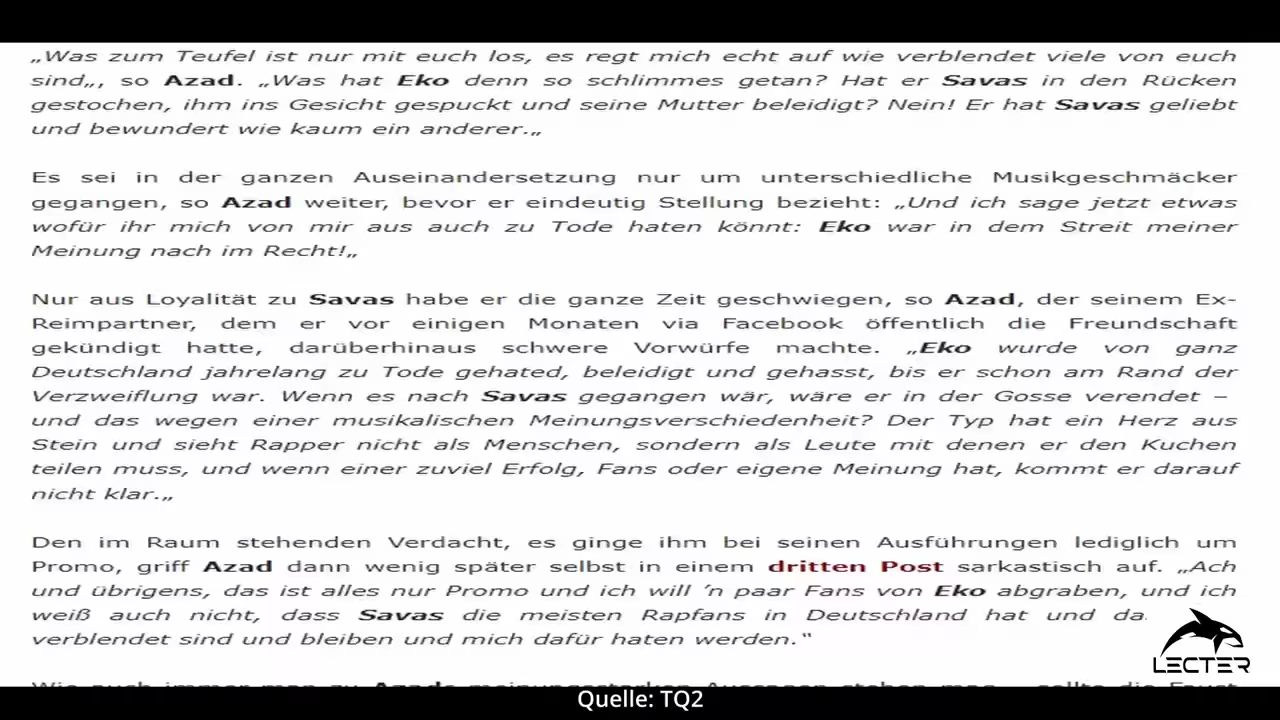 „Was zum Teufel ist nur mit euch los, es regt mich echt auf wie verblendet viele von euch
sind„, so Azad. „Was hat Eko denn so schlimmes getan? Hat er Savas in den Rücken
gestochen, ihm ins Gesicht gespuckt und seine Mutter beleidigt? Nein! Er hat Savas geliebt
und bewundert wie kaum ein anderer.„
Es sei in der ganzen Auseinandersetzung nur um unterschiedliche Musikgeschmäcker
gegangen, so Azad weiter, bevor er eindeutig Stellung bezieht: „Und ich sage jetzt etwas
wofür ihr mich von mir aus auch zu Tode haten könnt: Eko war in dem Streit meiner
Meinung nach im Recht!„
Nur aus Loyalität zu Savas habe er die ganze Zeit geschwiegen, so Azad, der seinem Ex-
Reimpartner, dem er vor einigen Monaten via Facebook öffentlich die Freundschaft
gekündigt hatte, darüberhinaus schwere Vorwürfe machte. „Eko wurde von ganz
Deutschland jahrelang zu Tode gehated, beleidigt und gehasst, bis er schon am Rand der
Verzweiflung war. Wenn es nach Savas gegangen wär, wäre er in der Gosse verendet –
und das wegen einer musikalischen Meinungsverschiedenheit? Der Typ hat ein Herz aus
Stein und sieht Rapper nicht als Menschen, sondern als Leute mit denen er den Kuchen
teilen muss, und wenn einer zuviel Erfolg, Fans oder eigene Meinung hat, kommt er darauf
nicht klar.„
Den im Raum stehenden Verdacht, es ginge ihm bei seinen Ausführungen lediglich um
Promo, griff Azad dann wenig später selbst in einem dritten Post sarkastisch auf. „Ach
und übrigens, das ist alles nur Promo und ich will ’n paar Fans von Eko abgraben, und ich
weiß auch nicht, dass Savas die meisten Rapfans in Deutschland hat und da
verblendet sind und bleiben und mich dafür haten werden.“
LECTER
Quelle: TQ2